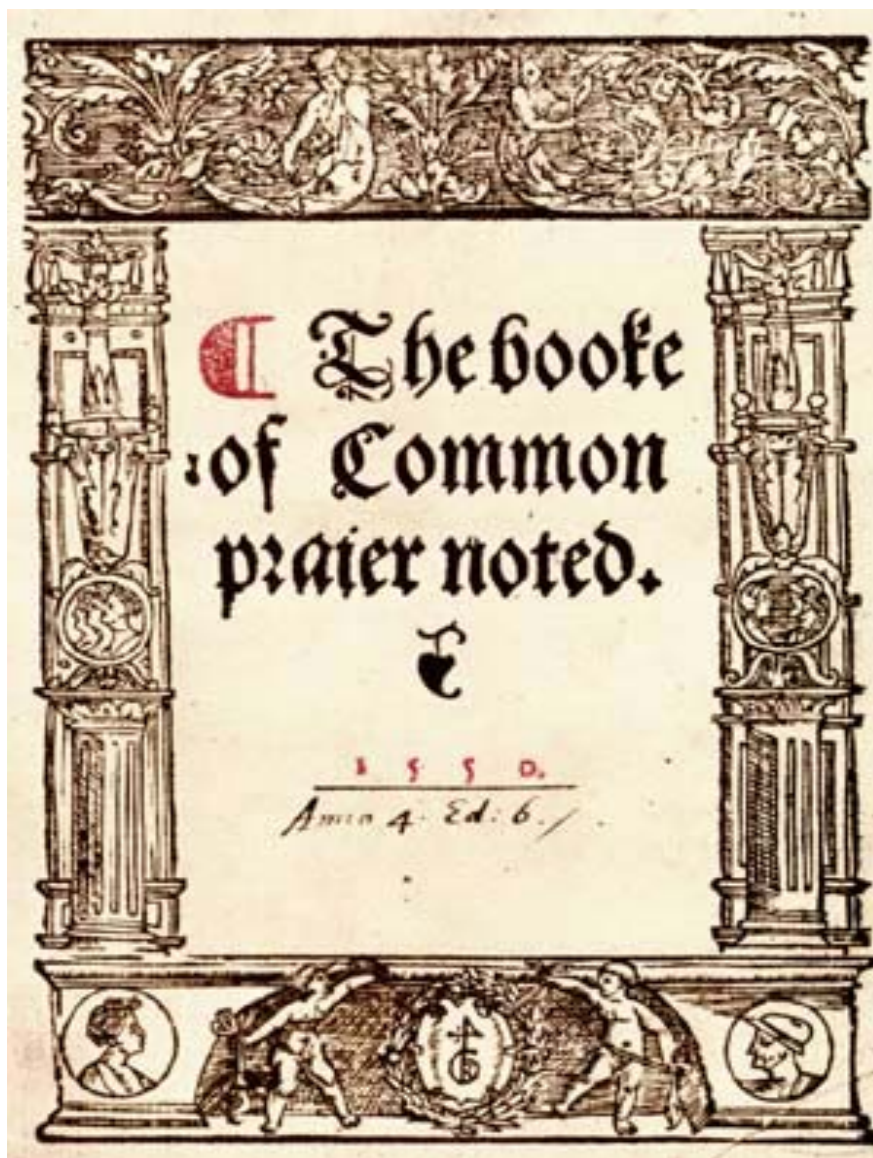 ¶ The booke
of Common
praier noted.
1550.
Anno 4. Ed: 6. /.